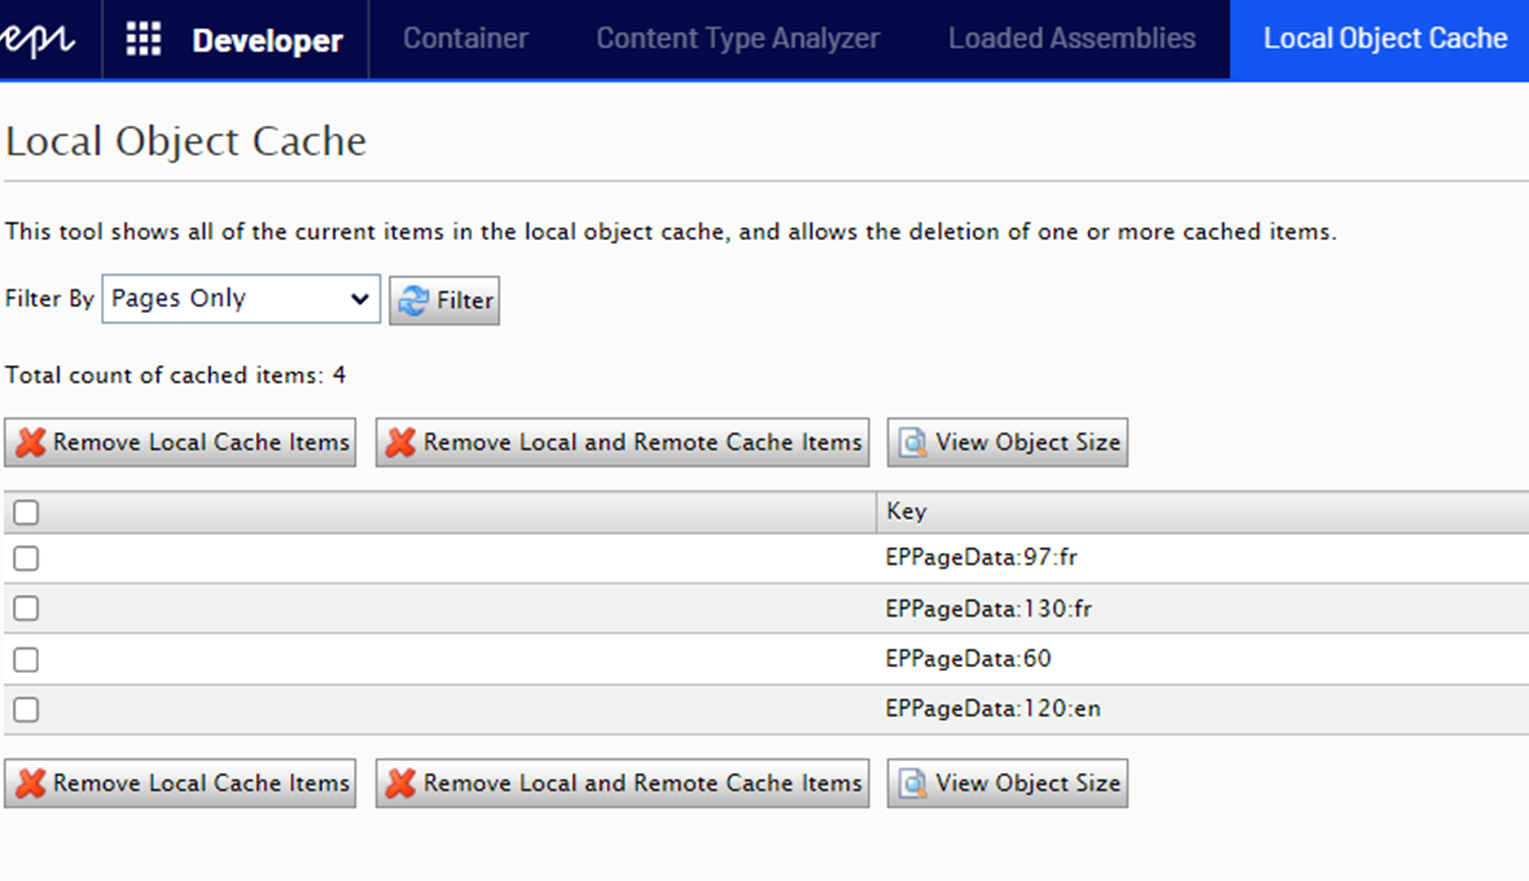 epi Developer Container Content Type Analyzer Loaded Assemblies Local Object Cache
Local Object Cache
This tool shows all of the current items in the local object cache, and allows the deletion of one or more cached items.
Filter By Pages Only Filter
Total count of cached items: 4
Remove Local Cache Items Remove Local and Remote Cache Items View Object Size
Key
EPPageData:97:fr
EPPageData:130:fr
EPPageData:60
EPPageData:120:en
Remove Local Cache Items Remove Local and Remote Cache Items View Object Size